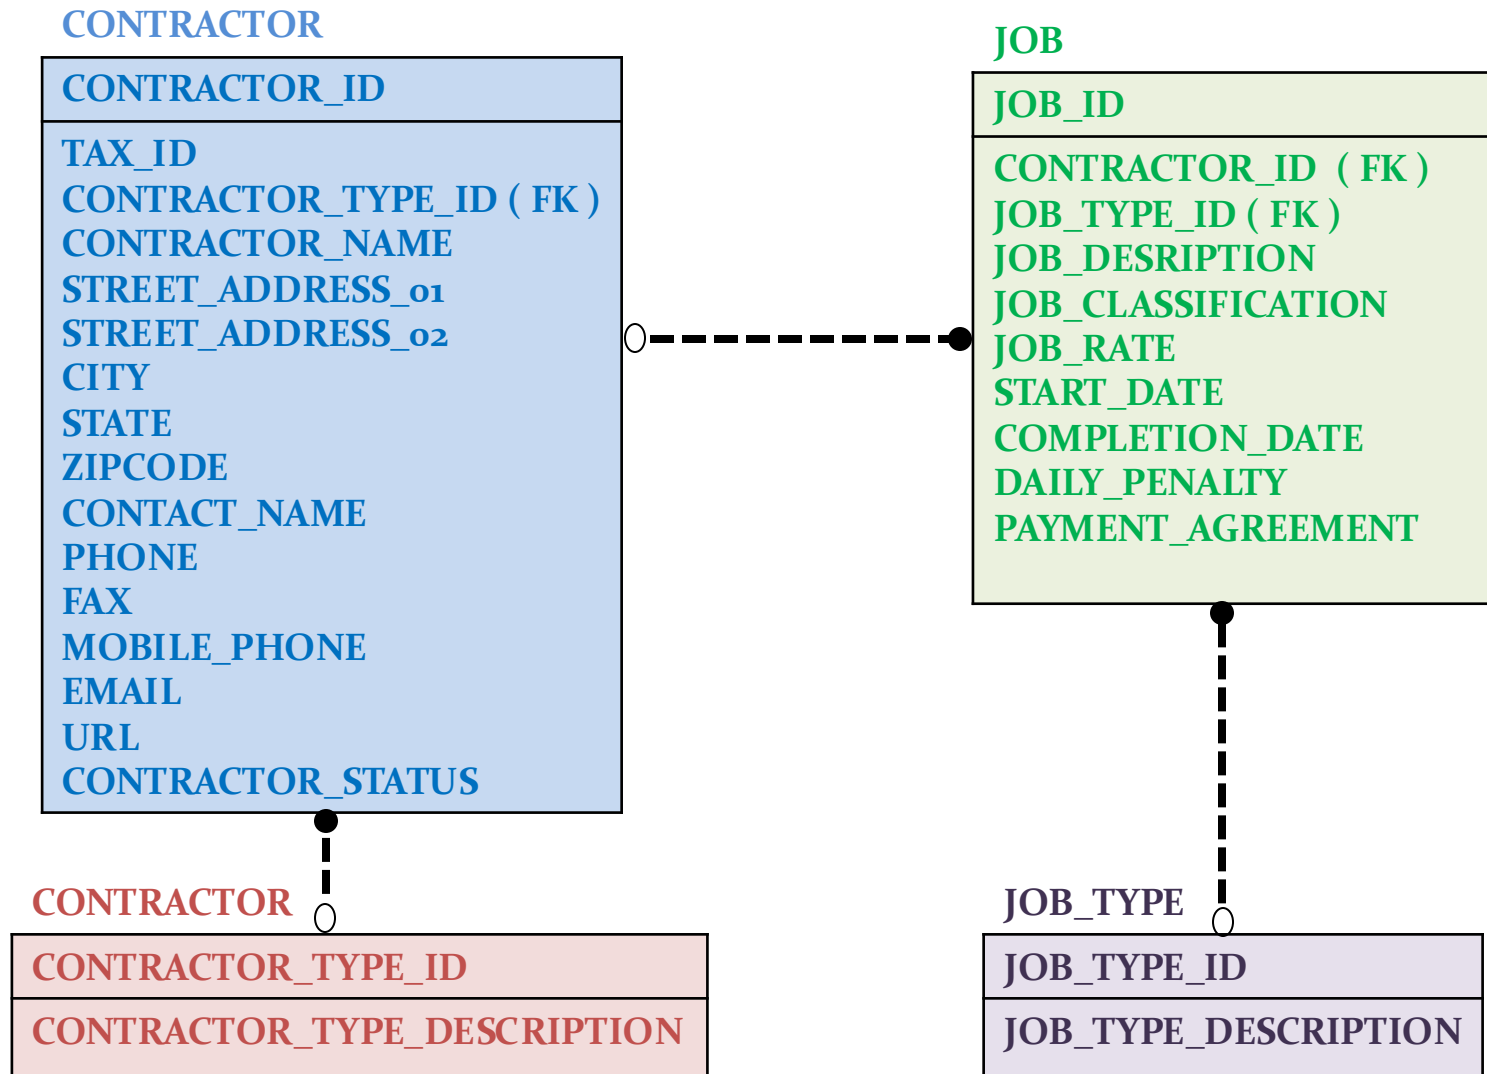 CONTRACTOR
CONTRACTOR_ID
TAX_ID
CONTRACTOR_TYPE_ID ( FK )
CONTRACTOR_NAME
STREET_ADDRESS_01
STREET_ADDRESS_02
CITY
STATE
ZIPCODE
CONTACT_NAME
PHONE
FAX
MOBILE_PHONE
EMAIL
URL
CONTRACTOR_STATUS
JOB
JOB_ID
CONTRACTOR_ID ( FK )
JOB_TYPE_ID ( FK )
JOB_DESRIPTION
JOB_CLASSIFICATION
JOB_RATE
START_DATE
COMPLETION_DATE
DAILY_PENALTY
PAYMENT_AGREEMENT
CONTRACTOR
CONTRACTOR_TYPE_ID
CONTRACTOR_TYPE_DESCRIPTION
JOB_TYPE
JOB_TYPE_ID
JOB_TYPE_DESCRIPTION